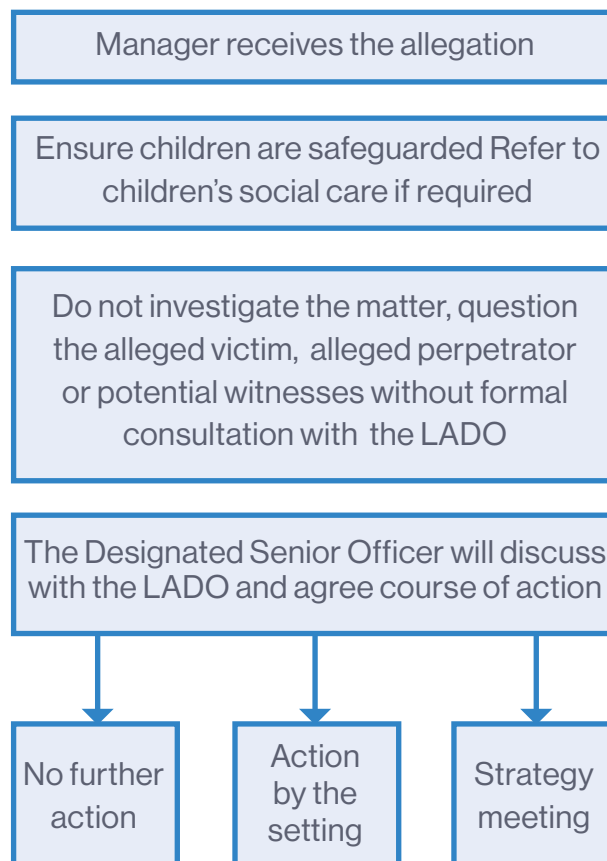 Manager receives the allegation
Ensure children are safeguarded Refer to
children’s social care if required
Do not investigate the matter, question
the alleged victim, alleged perpetrator
or potential witnesses without formal
consultation with the LADO
The Designated Senior Officer will discuss
with the LADO and agree course of action
No further
action
Action
by the
setting
Strategy
meeting